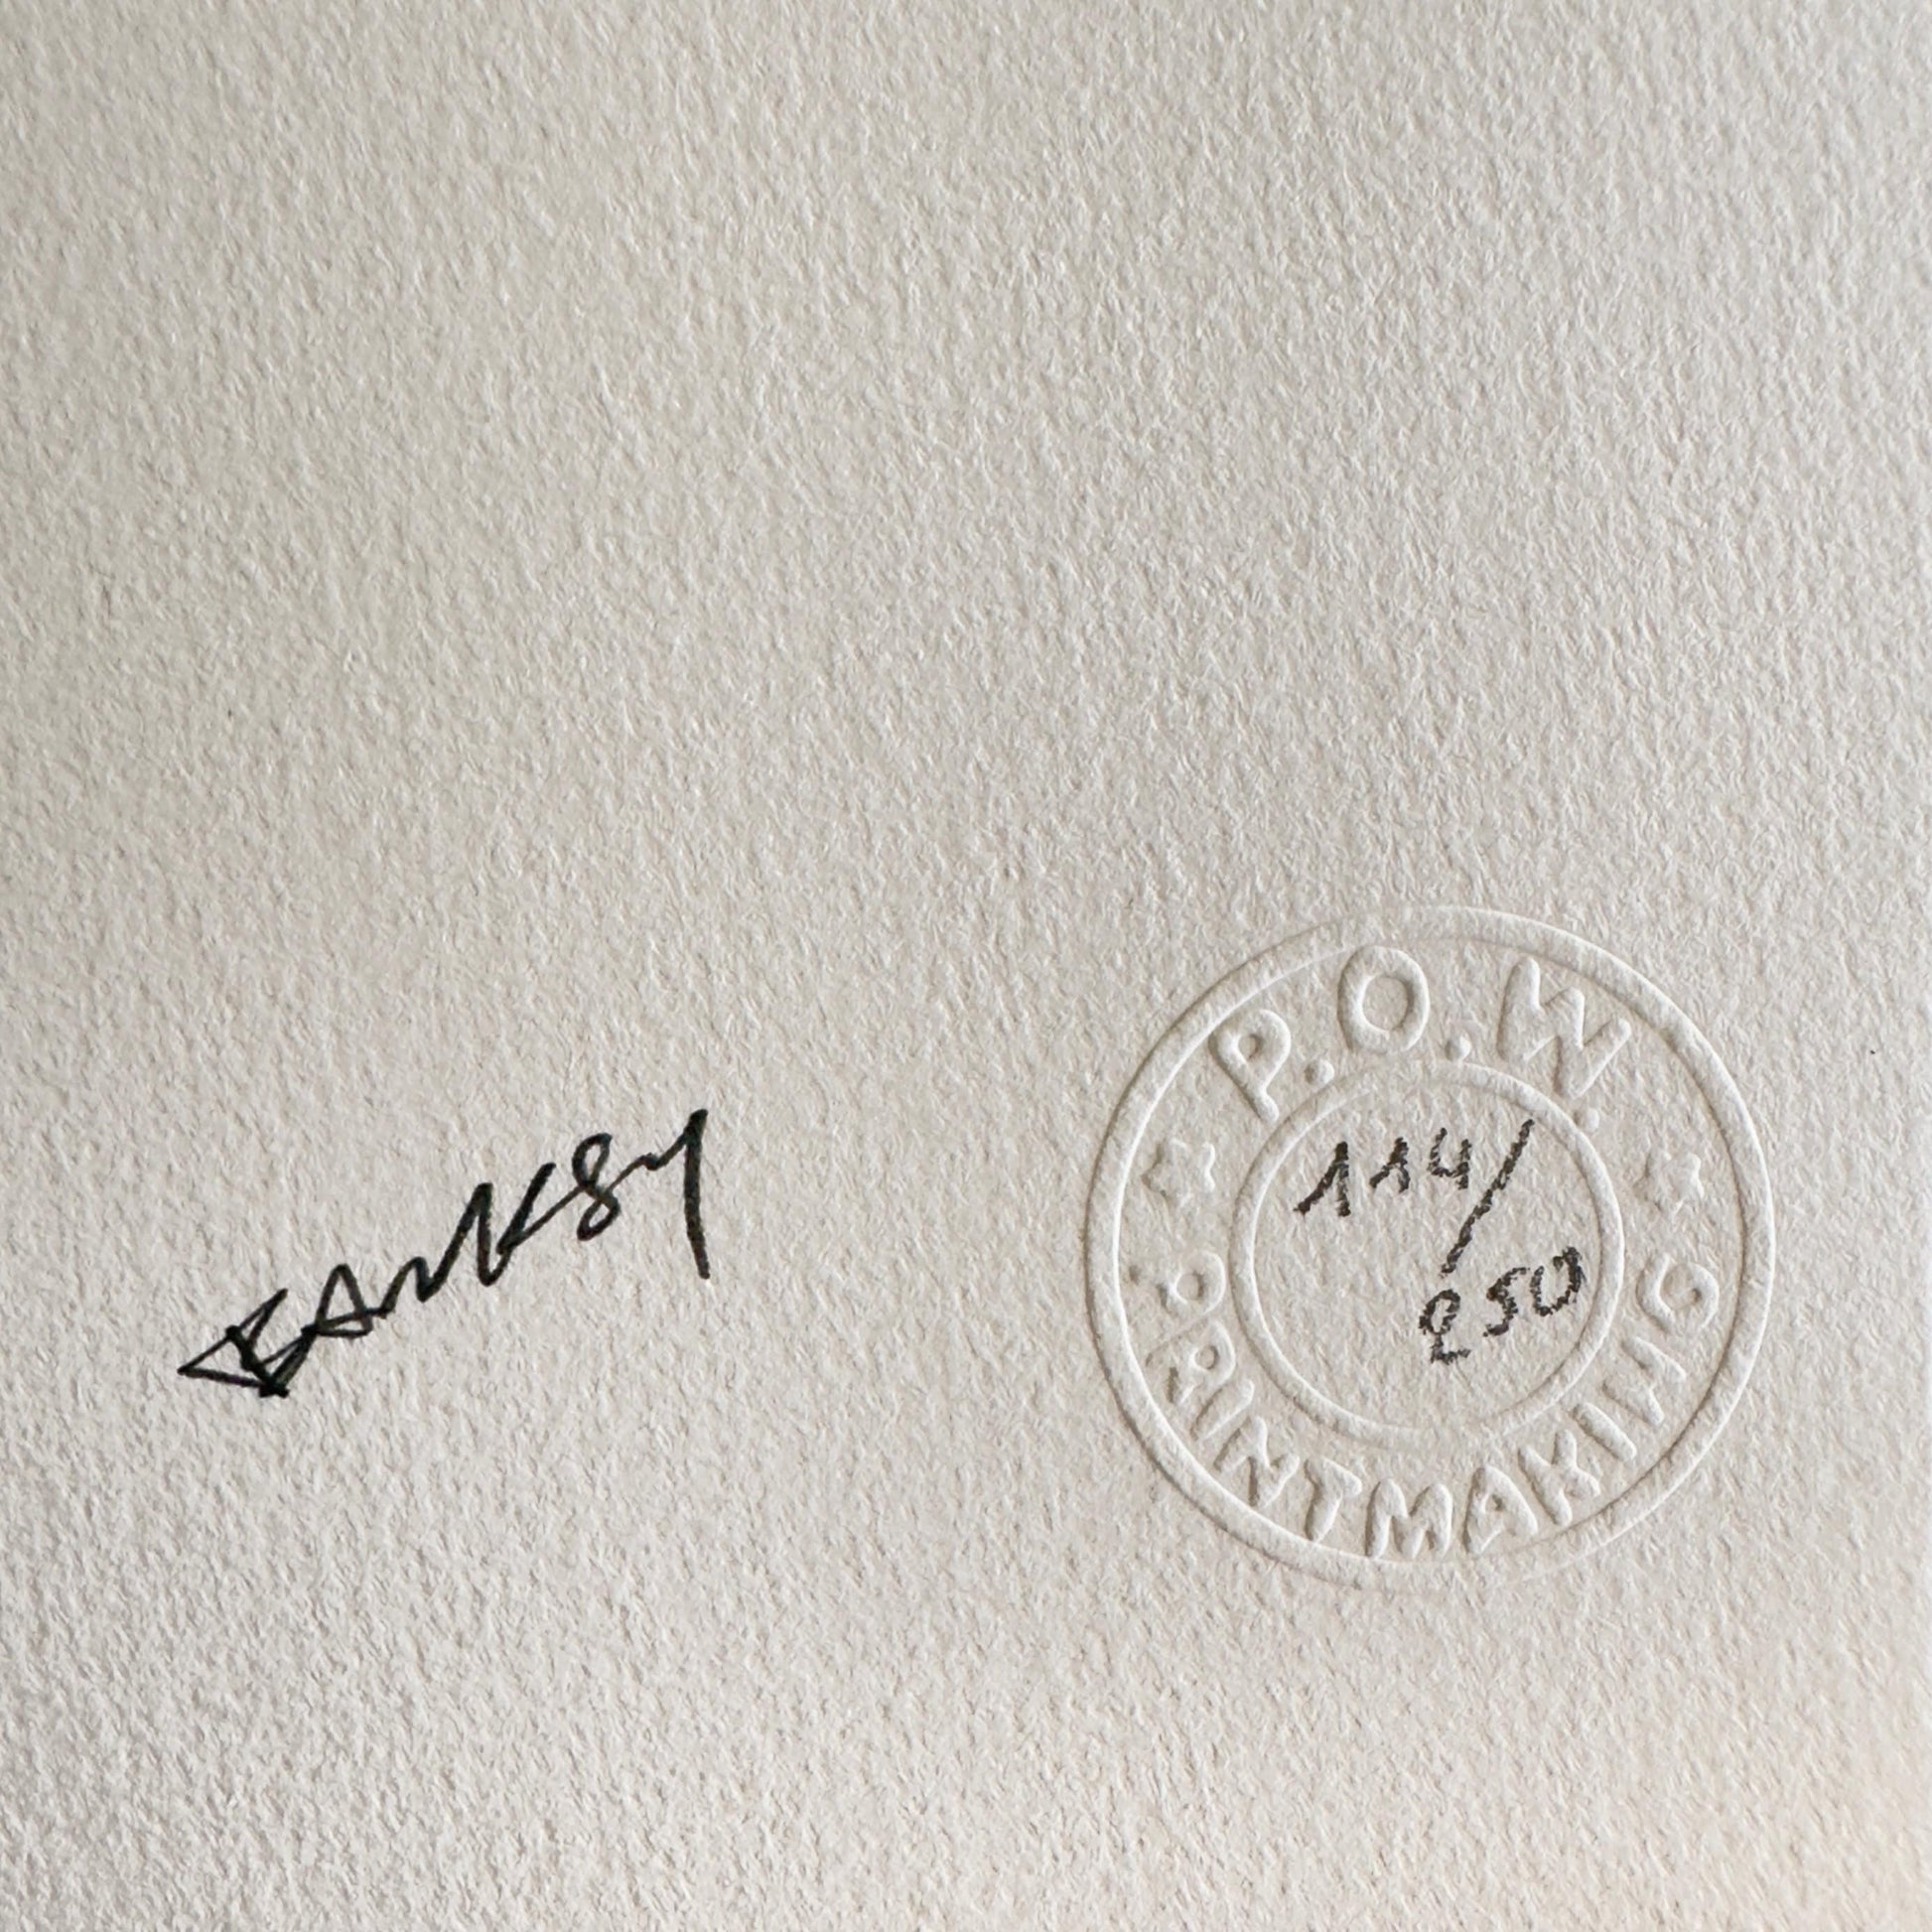 BANKSY
P.O.W.
114/
250
PRINTMAKING